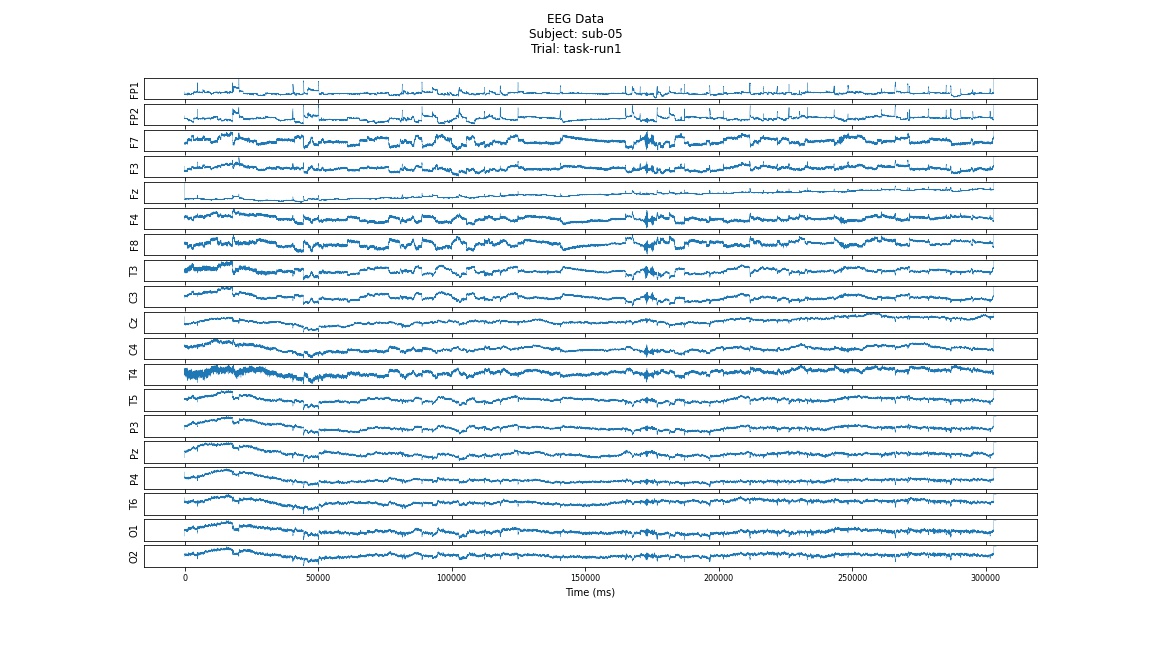 EEG Data
Subject: sub-05
Trial: task-run1
FP1
FP2
F7
F3
Fz
F4
F8
T3
C3
Cz
C4
T4
T5
P3
Pz
P4
T6
O1
O2
0 50000 100000 150000 200000 250000 300000
Time (ms)